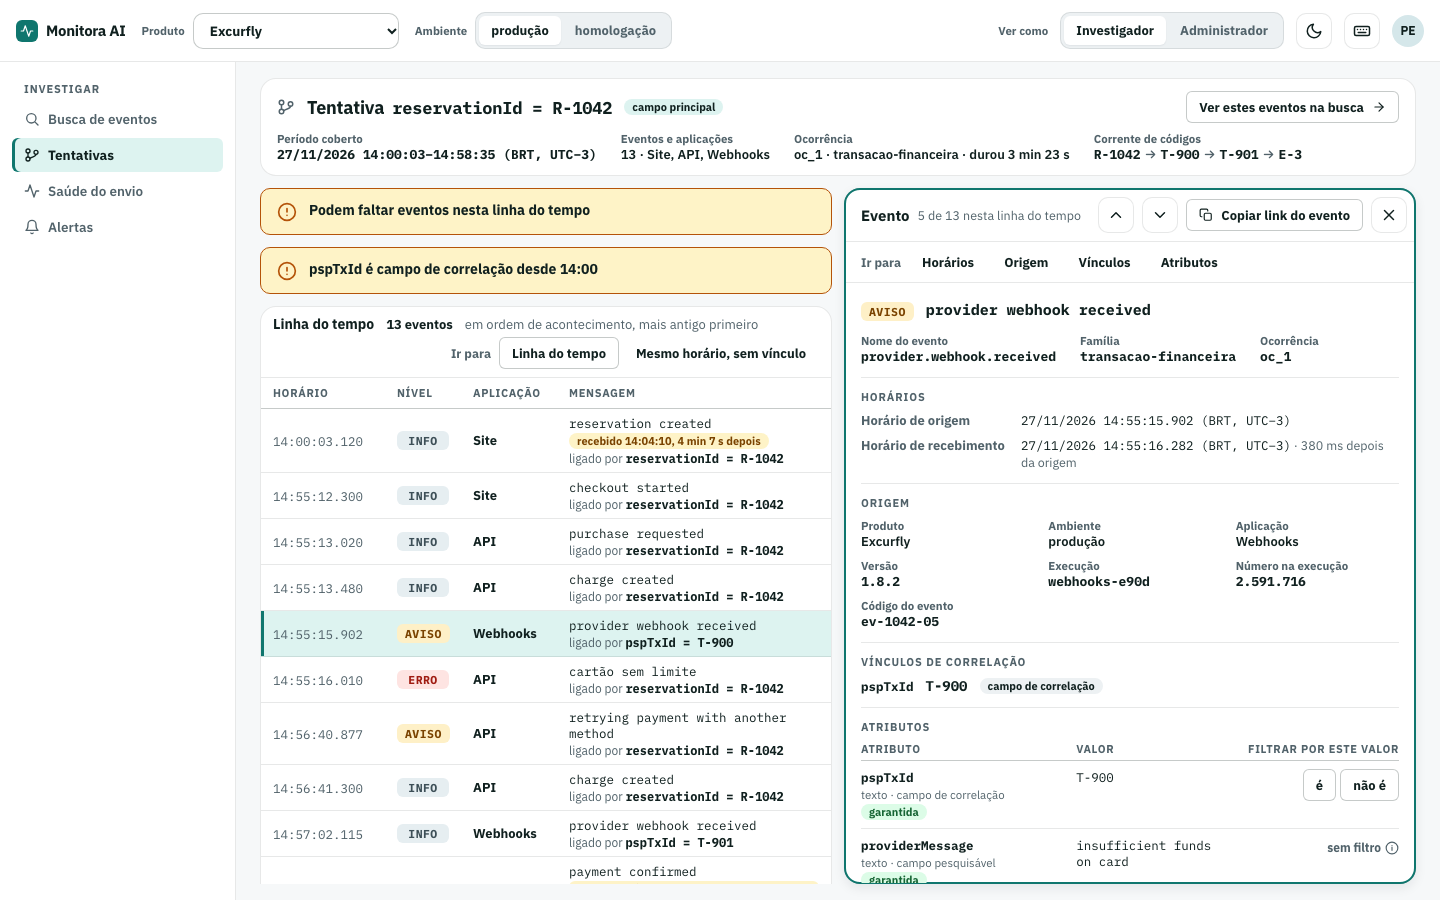 Monitora AI
Produto
Excurfly
Ambiente
produção
homologação
Ver como
Investigador
Administrador
PE
INVESTIGAR
Busca de eventos
Tentativas
Saúde do envio
Alertas
Tentativa reservationId = R-1042
campo principal
Ver estes eventos na busca →
Período coberto
27/11/2026 14:00:03–14:58:35 (BRT, UTC−3)
Eventos e aplicações
13 · Site, API, Webhooks
Ocorrência
oc_1 · transacao-financeira · durou 3 min 23 s
Corrente de códigos
R-1042 → T-900 → T-901 → E-3
Podem faltar eventos nesta linha do tempo
pspTxId é campo de correlação desde 14:00
Linha do tempo
13 eventos
em ordem de acontecimento, mais antigo primeiro
Ir para
Linha do tempo
Mesmo horário, sem vínculo
HORÁRIO NÍVEL APLICAÇÃO MENSAGEM
14:00:03.120 INFO Site reservation created
recebido 14:04:10, 4 min 7 s depois
ligado por reservationId = R-1042
14:55:12.300 INFO Site checkout started
ligado por reservationId = R-1042
14:55:13.020 INFO API purchase requested
ligado por reservationId = R-1042
14:55:13.480 INFO API charge created
ligado por reservationId = R-1042
14:55:15.902 AVISO Webhooks provider webhook received
ligado por pspTxId = T-900
14:55:16.010 ERRO API cartão sem limite
ligado por reservationId = R-1042
14:56:40.877 AVISO API retrying payment with another
method
ligado por reservationId = R-1042
14:56:41.300 INFO API charge created
ligado por reservationId = R-1042
14:57:02.115 INFO Webhooks provider webhook received
ligado por pspTxId = T-901
payment confirmed
Evento
5 de 13 nesta linha do tempo
Copiar link do evento
Ir para
Horários
Origem
Vínculos
Atributos
AVISO provider webhook received
Nome do evento
provider.webhook.received
Família
transacao-financeira
Ocorrência
oc_1
HORÁRIOS
Horário de origem 27/11/2026 14:55:15.902 (BRT, UTC−3)
Horário de recebimento 27/11/2026 14:55:16.282 (BRT, UTC−3) · 380 ms depois
da origem
ORIGEM
Produto
Excurfly
Ambiente
produção
Aplicação
Webhooks
Versão
1.8.2
Execução
webhooks-e90d
Número na execução
2.591.716
Código do evento
ev-1042-05
VÍNCULOS DE CORRELAÇÃO
pspTxId T-900 campo de correlação
ATRIBUTOS
ATRIBUTO VALOR FILTRAR POR ESTE VALOR
pspTxId T-900 é não é
texto · campo de correlação
garantida
providerMessage insufficient funds
on card
sem filtro
texto · campo pesquisável
garantida